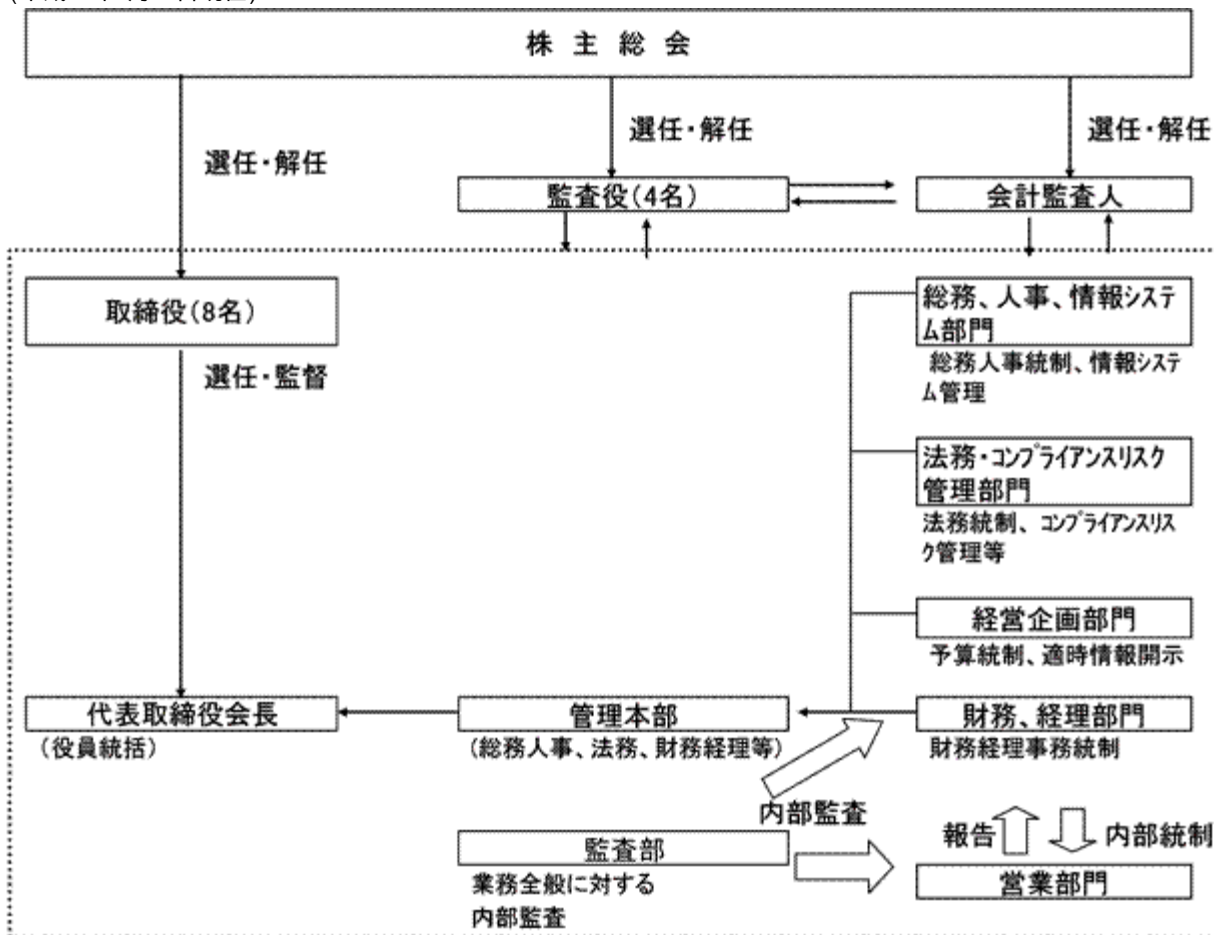 株 主 総 会
選任・解任
選任・解任
選任・解任
監査役(4名)
会計監査人
取締役(8名)
選任・監督
総務、人事、情報ｼｽﾃ
ﾑ部門
総務人事統制、情報ｼｽﾃ
ﾑ管理
法務・ｺﾝﾌﾟﾗｲｱﾝｽﾘｽｸ
管理部門
法務統制、ｺﾝﾌﾟﾗｲｱﾝｽﾘｽ
ｸ管理等
経営企画部門
予算統制、適時情報開示
代表取締役会長
(役員統括)
管理本部
(総務人事、法務、財務経理等)
財務、経理部門
財務経理事務統制
内部監査
報告
内部統制
監査部
業務全般に対する
内部監査
営業部門